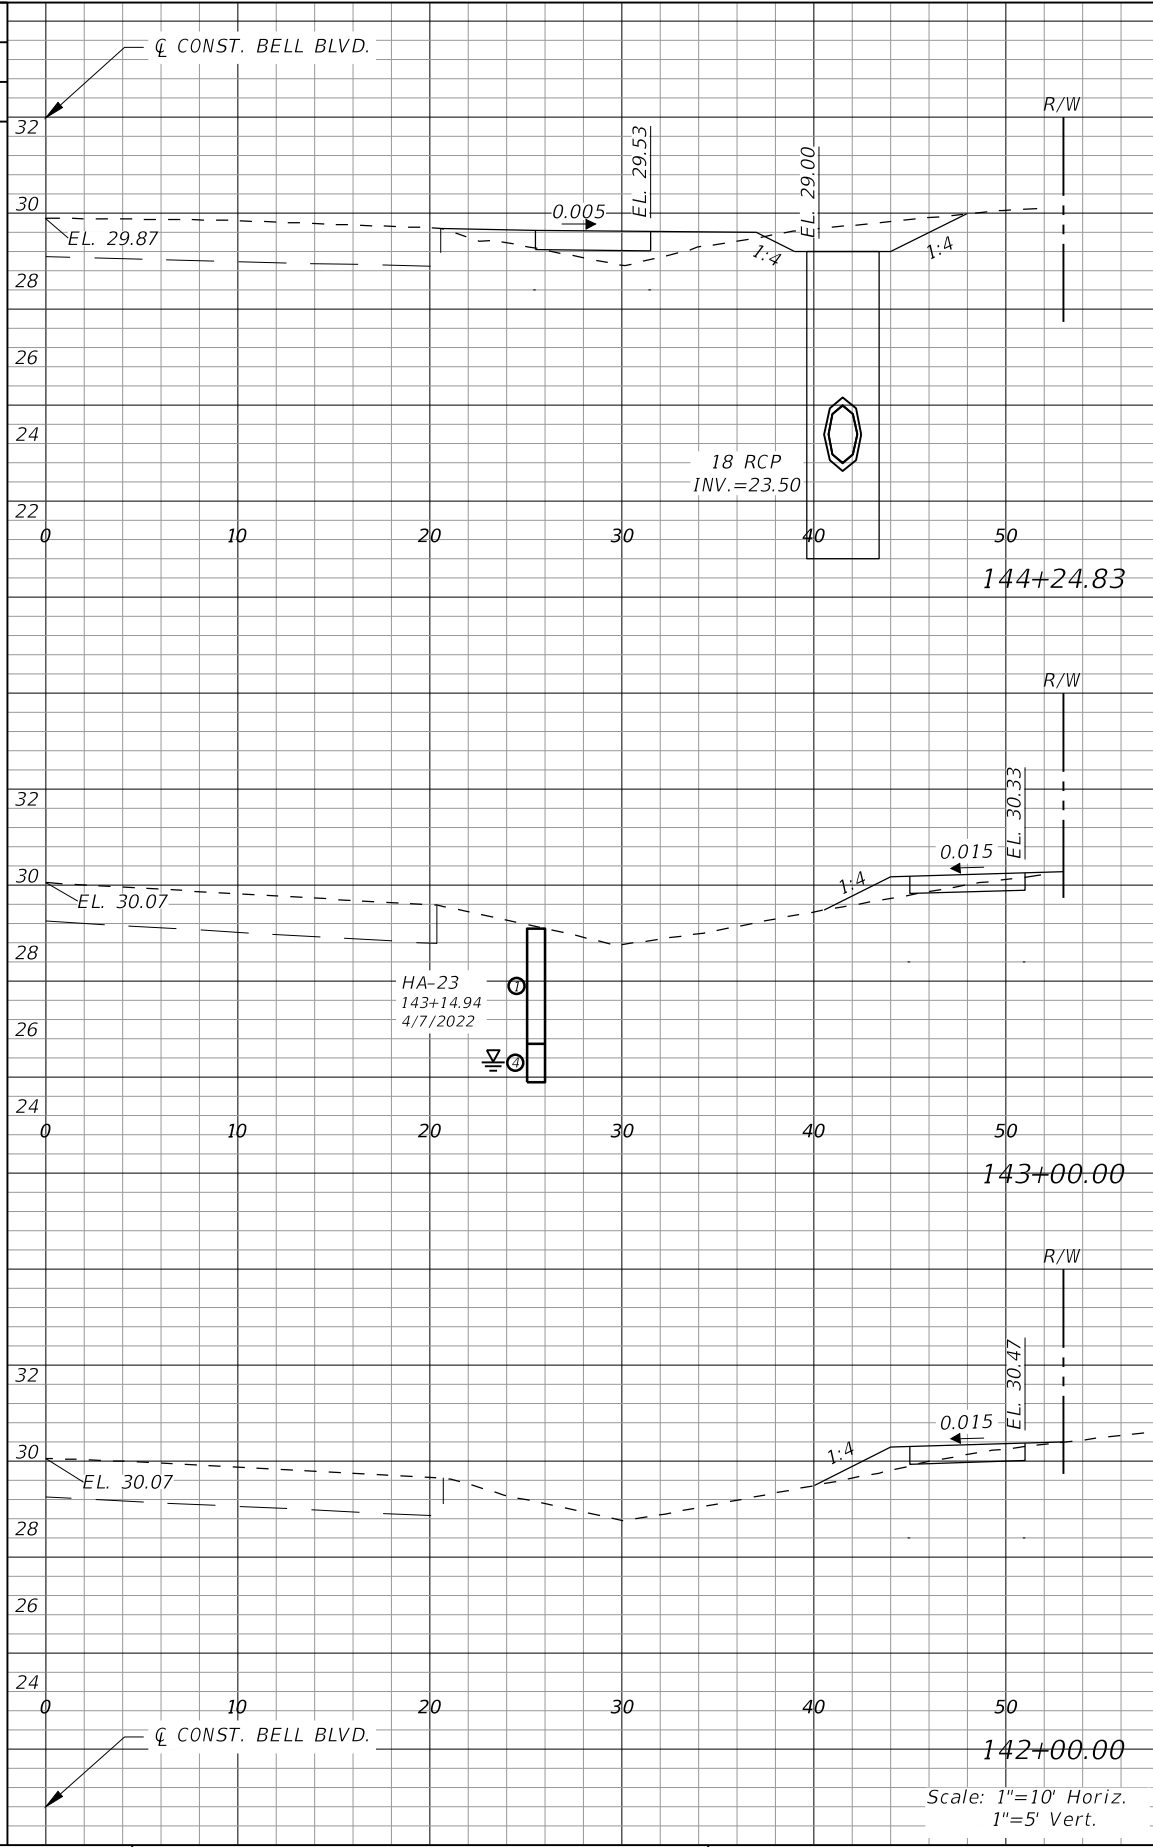 ℄ CONST. BELL BLVD.
R/W
32
EL. 29.53
EL. 29.00
30
0.005
EL. 29.87
1:4
1:4
28
26
24
18 RCP
INV.=23.50
22
0 10 20 30 40 50
144+24.83
R/W
32
EL. 30.33
0.015
30
1:4
EL. 30.07
28
HA-23
143+14.94
4/7/2022
1
26
4
24
0 10 20 30 40 50
143+00.00
R/W
32
EL. 30.47
0.015
30
1:4
EL. 30.07
28
26
24
0 10 20 30 40 50
℄ CONST. BELL BLVD.
142+00.00
Scale: 1"=10' Horiz.
1"=5' Vert.